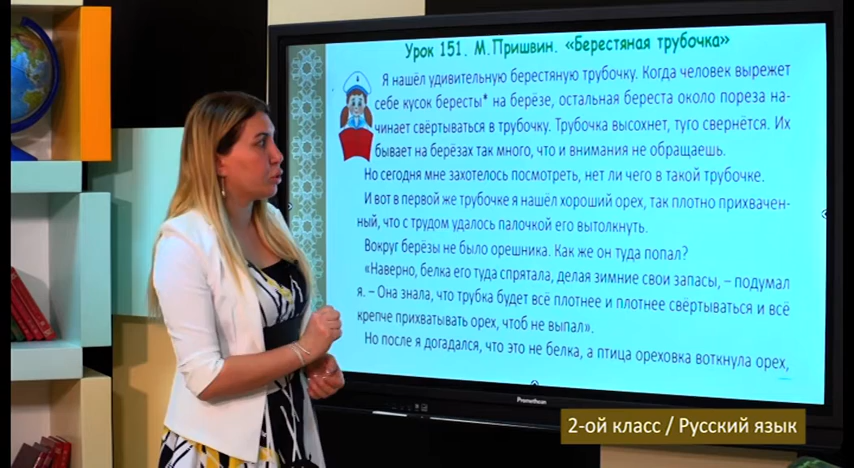 Урок 151. М.Пришвин. «Берестяная трубочка»
Я нашёл удивительную берестяную трубочку. Когда человек вырежет
себе кусок бересты* на берёзе, остальная береста около пореза на-
чинает свёртываться в трубочку. Трубочка высохнет, туго свернётся. Их
бывает на берёзах так много, что и внимания не обращаешь.
Но сегодня мне захотелось посмотреть, нет ли чего в такой трубочке.
И вот в первой же трубочке я нашёл хороший орех, так плотно прихвачен-
ный, что с трудом удалось палочкой его вытолкнуть.
Вокруг берёзы не было орешника. Как же он туда попал?
«Наверно, белка его туда спрятала, делая зимние свои запасы, – подумал
я. – Она знала, что трубка будет всё плотнее и плотнее свёртываться и всё
крепче прихватывать орех, чтоб не выпал».
Но после я догадался, что это не белка, а птица ореховка воткнула орех,
Promethean
2-ой класс / Русский язык